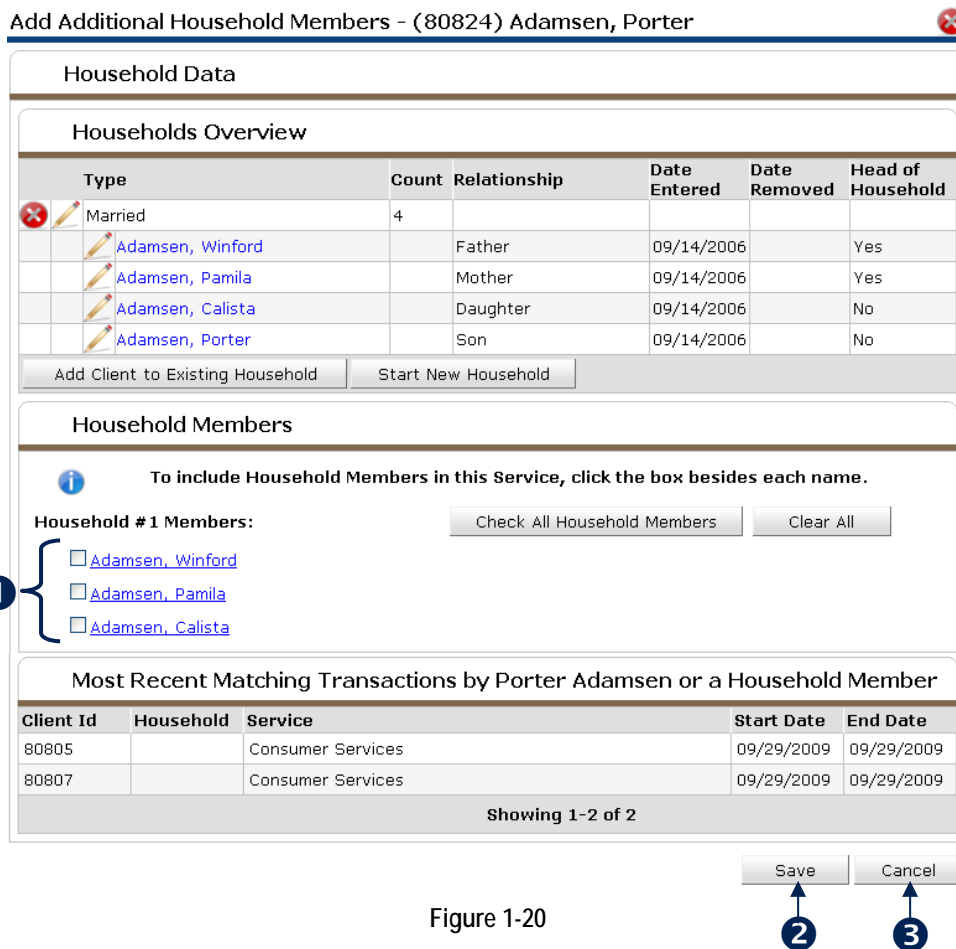 Add Additional Household Members - (80824) Adamsen, Porter
Household Data
Households Overview
Type Count Relationship Date Entered Date Removed Head of Household
Married 4
Adamsen, Winford Father 09/14/2006 Yes
Adamsen, Pamila Mother 09/14/2006 Yes
Adamsen, Calista Daughter 09/14/2006 No
Adamsen, Porter Son 09/14/2006 No
Add Client to Existing Household Start New Household
Household Members
To include Household Members in this Service, click the box besides each name.
Household #1 Members: Check All Household Members Clear All
Adamsen, Winford
1 Adamsen, Pamila
Adamsen, Calista
Most Recent Matching Transactions by Porter Adamsen or a Household Member
Client Id Household Service Start Date End Date
80805 Consumer Services 09/29/2009 09/29/2009
80807 Consumer Services 09/29/2009 09/29/2009
Showing 1-2 of 2
Save Cancel
Figure 1-20
2 3